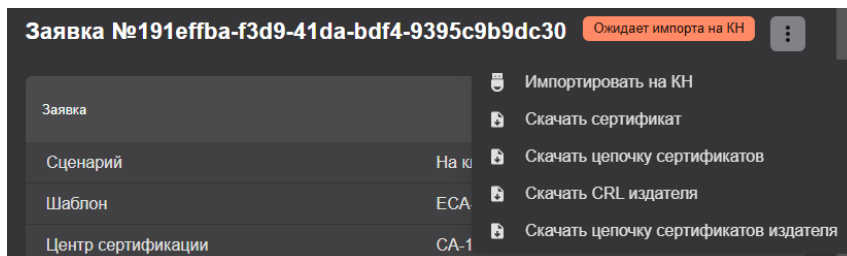 Заявка №191effba-f3d9-41da-bdf4-9395c9b9dc30 Ожидает импорта на КН
Импортировать на КН
Заявка
Скачать сертификат
Сценарий На к
Скачать цепочку сертификатов
Шаблон ECA-
Скачать CRL издателя
Центр сертификации CA-1
Скачать цепочку сертификатов издателя